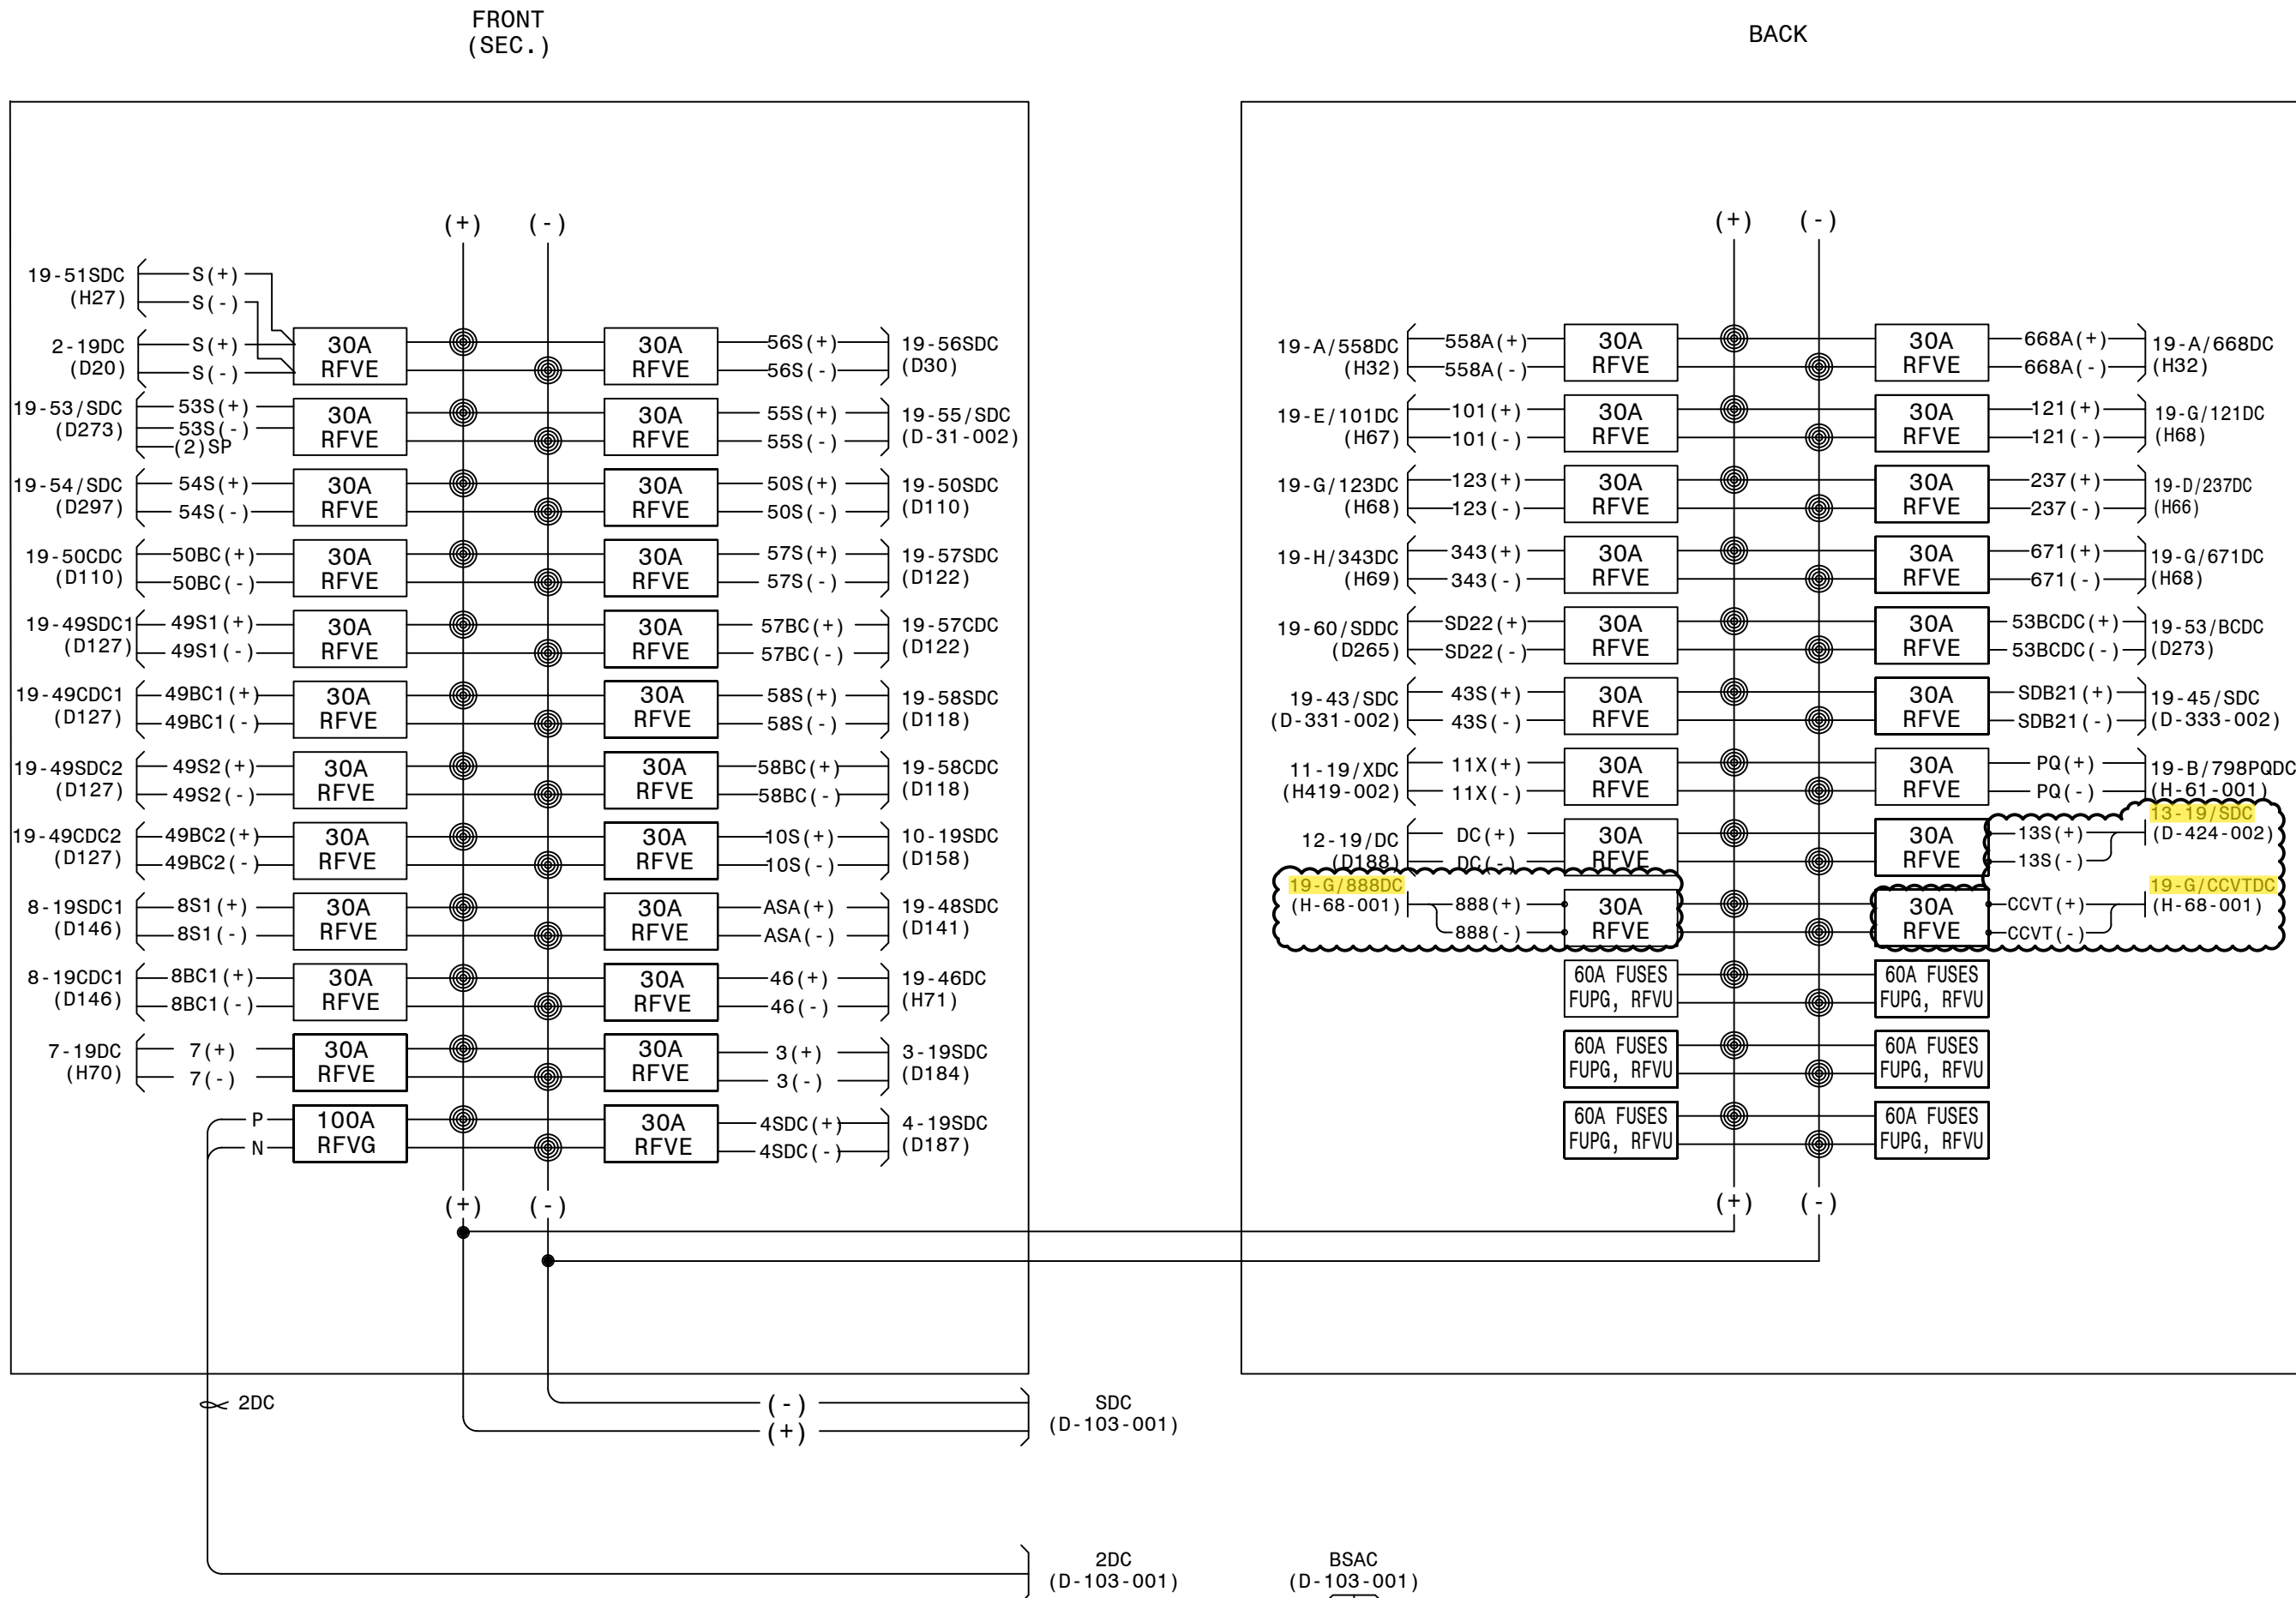 FRONT
(SEC.)
BACK
(+) (-)
19-51SDC
(H27)
S(+)
S(-)
2-19DC
(D20)
S(+)
S(-)
30A
RFVE
30A
RFVE
56S(+)
56S(-)
19-56SDC
(D30)
19-53/SDC
(D273)
53S(+)
53S(-)
(2)SP
30A
RFVE
30A
RFVE
55S(+)
55S(-)
19-55/SDC
(D-31-002)
19-54/SDC
(D297)
54S(+)
54S(-)
30A
RFVE
30A
RFVE
50S(+)
50S(-)
19-50SDC
(D110)
19-50CDC
(D110)
50BC(+)
50BC(-)
30A
RFVE
30A
RFVE
57S(+)
57S(-)
19-57SDC
(D122)
19-49SDC1
(D127)
49S1(+)
49S1(-)
30A
RFVE
30A
RFVE
57BC(+)
57BC(-)
19-57CDC
(D122)
19-49CDC1
(D127)
49BC1(+)
49BC1(-)
30A
RFVE
30A
RFVE
58S(+)
58S(-)
19-58SDC
(D118)
19-49SDC2
(D127)
49S2(+)
49S2(-)
30A
RFVE
30A
RFVE
58BC(+)
58BC(-)
19-58CDC
(D118)
19-49CDC2
(D127)
49BC2(+)
49BC2(-)
30A
RFVE
30A
RFVE
10S(+)
10S(-)
10-19SDC
(D158)
8-19SDC1
(D146)
8S1(+)
8S1(-)
30A
RFVE
30A
RFVE
ASA(+)
ASA(-)
19-48SDC
(D141)
8-19CDC1
(D146)
8BC1(+)
8BC1(-)
30A
RFVE
30A
RFVE
46(+)
46(-)
19-46DC
(H71)
7-19DC
(H70)
7(+)
7(-)
30A
RFVE
30A
RFVE
3(+)
3(-)
3-19SDC
(D184)
P
N
100A
RFVG
30A
RFVE
4SDC(+)
4SDC(-)
4-19SDC
(D187)
(+) (-)
(+) (-)
19-A/558DC
(H32)
558A(+)
558A(-)
30A
RFVE
30A
RFVE
668A(+)
668A(-)
19-A/668DC
(H32)
19-E/101DC
(H67)
101(+)
101(-)
30A
RFVE
30A
RFVE
121(+)
121(-)
19-G/121DC
(H68)
19-G/123DC
(H68)
123(+)
123(-)
30A
RFVE
30A
RFVE
237(+)
237(-)
19-D/237DC
(H66)
19-H/343DC
(H69)
343(+)
343(-)
30A
RFVE
30A
RFVE
671(+)
671(-)
19-G/671DC
(H68)
19-60/SDDC
(D265)
SD22(+)
SD22(-)
30A
RFVE
30A
RFVE
53BCDC(+)
53BCDC(-)
19-53/BCDC
(D273)
19-43/SDC
(D-331-002)
43S(+)
43S(-)
30A
RFVE
30A
RFVE
SDB21(+)
SDB21(-)
19-45/SDC
(D-333-002)
11-19/XDC
(H419-002)
11X(+)
11X(-)
30A
RFVE
30A
RFVE
PQ(+)
PQ(-)
19-B/798PQDC
(H-61-001)
12-19/DC
(D188)
DC(+)
DC(-)
30A
RFVE
30A
RFVE
13S(+)
13S(-)
13-19/SDC
(D-424-002)
19-G/888DC
(H-68-001)
888(+)
888(-)
30A
RFVE
30A
RFVE
CCVT(+)
CCVT(-)
19-G/CCVTDC
(H-68-001)
60A FUSES
FUPG, RFVU
60A FUSES
FUPG, RFVU
60A FUSES
FUPG, RFVU
60A FUSES
FUPG, RFVU
60A FUSES
FUPG, RFVU
60A FUSES
FUPG, RFVU
(+) (-)
2DC
(-)
(+)
SDC
(D-103-001)
2DC
(D-103-001)
BSAC
(D-103-001)